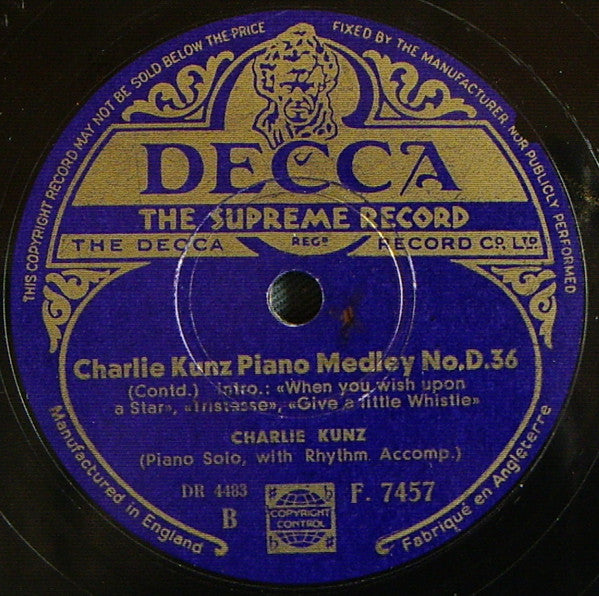 THIS COPYRIGHT RECORD MAY NOT BE SOLD BELOW THE PRICE FIXED BY THE MANUFACTURER NOR PUBLICLY PERFORMED
DECCA
THE SUPREME RECORD
THE DECCA REGD RECORD CO. LTD
Charlie Kunz Piano Medley No.D.36
(Contd.) Intro.: «When you wish upon
a Star», «Tristesse», «Give a little Whistle»
CHARLIE KUNZ
(Piano Solo, with Rhythm Accomp.)
DR 4483 F. 7457
B
COPYRIGHT
CONTROL
Manufactured in England
Fabriqué en Angleterre